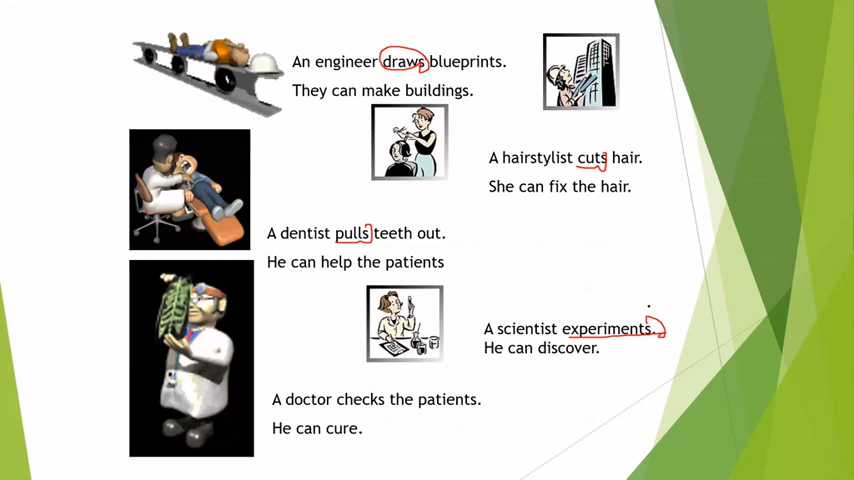 An engineer draws blueprints.
They can make buildings.
A hairstylist cuts hair.
She can fix the hair.
A dentist pulls teeth out.
He can help the patients
A scientist experiments.
He can discover.
A doctor checks the patients.
He can cure.